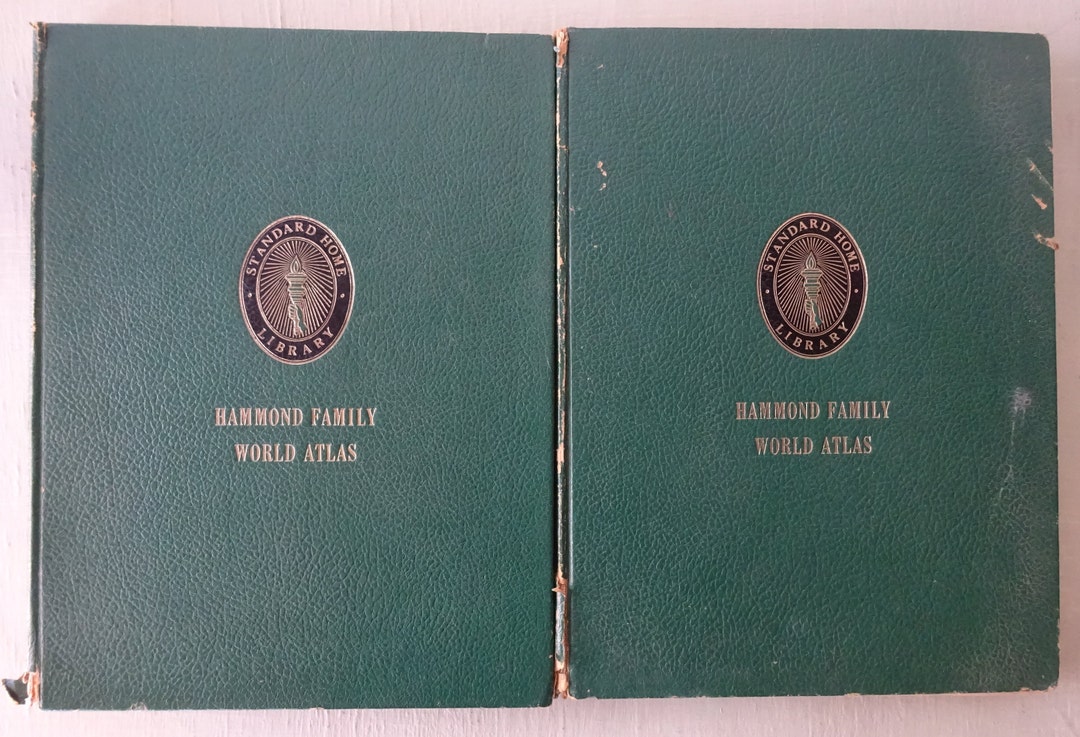 STANDARD HOME
LIBRARY
HAMMOND FAMILY
WORLD ATLAS
STANDARD HOME
LIBRARY
HAMMOND FAMILY
WORLD ATLAS